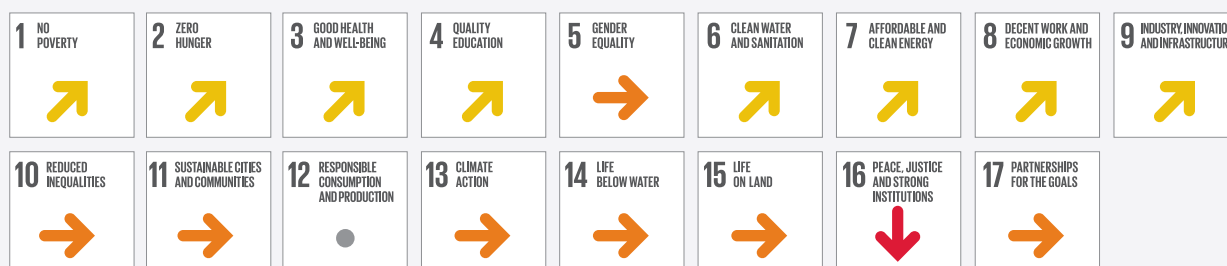 1 NO
POVERTY
2 ZERO
HUNGER
3 GOOD HEALTH
AND WELL-BEING
4 QUALITY
EDUCATION
5 GENDER
EQUALITY
6 CLEAN WATER
AND SANITATION
7 AFFORDABLE AND
CLEAN ENERGY
8 DECENT WORK AND
ECONOMIC GROWTH
9 INDUSTRY, INNOVATIO
AND INFRASTRUCTUR
10 REDUCED
INEQUALITIES
11 SUSTAINABLE CITIES
AND COMMUNITIES
12 RESPONSIBLE
CONSUMPTION
AND PRODUCTION
13 CLIMATE
ACTION
14 LIFE
BELOW WATER
15 LIFE
ON LAND
16 PEACE, JUSTICE
AND STRONG
INSTITUTIONS
17 PARTNERSHIPS
FOR THE GOALS